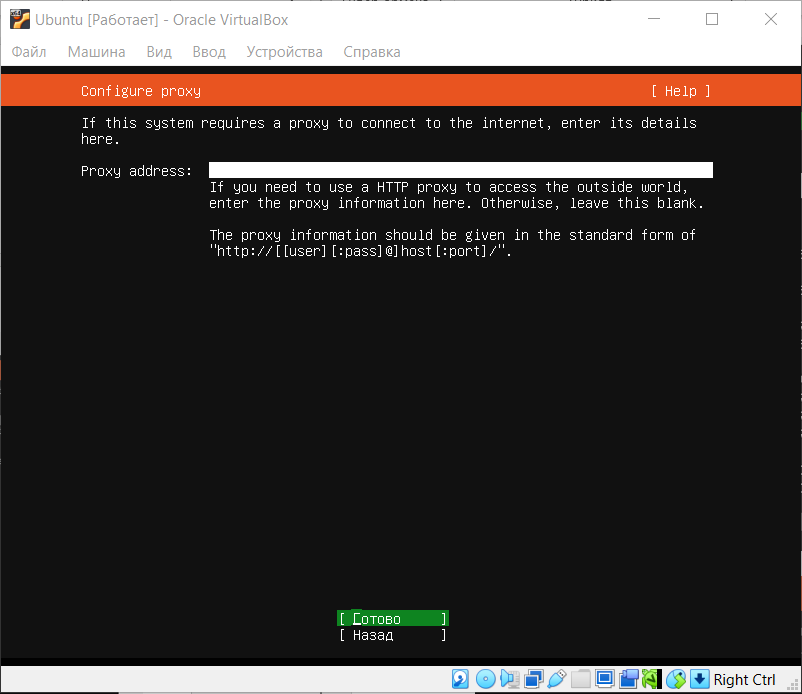 Ubuntu [Работает] - Oracle VirtualBox
Файл Машина Вид Ввод Устройства Справка
Configure proxy [ Help ]
If this system requires a proxy to connect to the internet, enter its details
here.
Proxy address:
If you need to use a HTTP proxy to access the outside world,
enter the proxy information here. Otherwise, leave this blank.
The proxy information should be given in the standard form of
"http://[[user][:pass]@]host[:port]/".
[ Готово ]
[ Назад ]
Right Ctrl